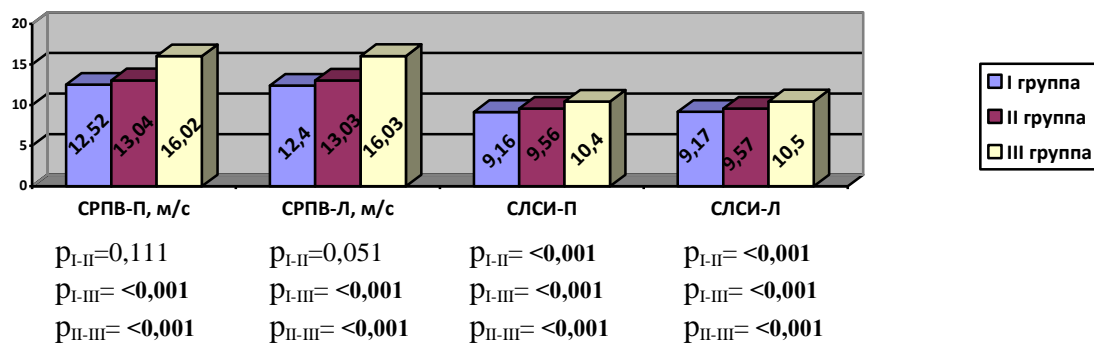 20
15
10
5
0
12,52 13,04 16,02 12,4 13,03 16,03 9,16 9,56 10,4 9,17 9,57 10,5
СРПВ-П, м/с СРПВ-Л, м/с СЛСИ-П СЛСИ-Л
I группа
II группа
III группа
pI-II=0,111 pI-II=0,051 pI-II= <0,001 pI-II= <0,001
pI-III= <0,001 pI-III= <0,001 pI-III= <0,001 pI-III= <0,001
pII-III= <0,001 pII-III= <0,001 pII-III= <0,001 pII-III= <0,001